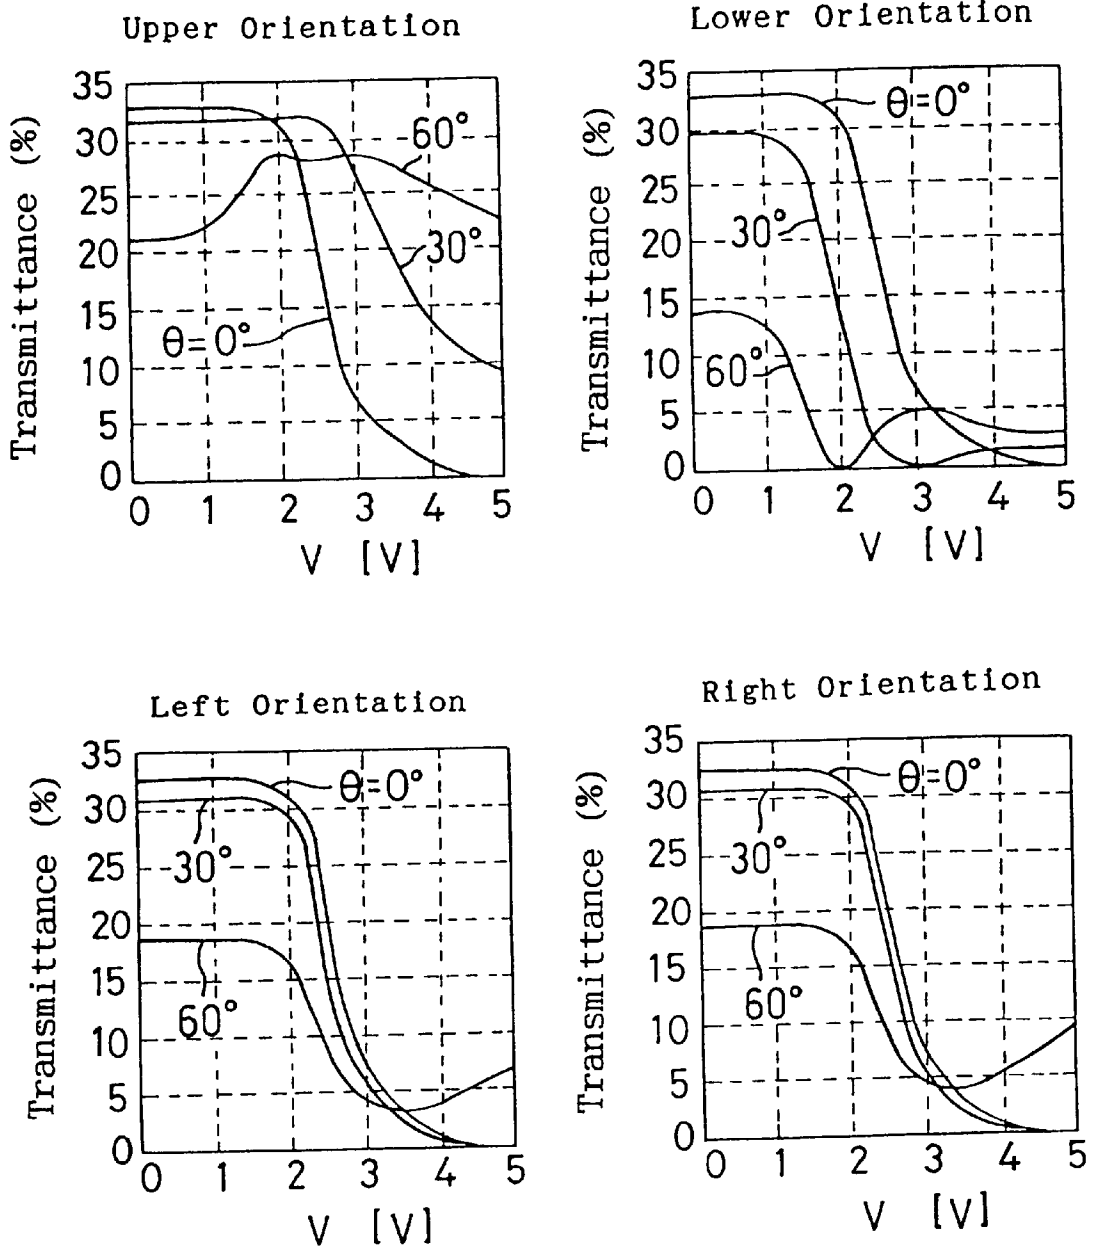 Upper Orientation
Transmittance (%)
35
30
25
20
15
10
5
0
0 1 2 3 4 5
V [V]
60°
30°
θ=0°
Lower Orientation
Transmittance (%)
35
30
25
20
15
10
5
0
0 1 2 3 4 5
V [V]
θ=0°
30°
60°
Left Orientation
Transmittance (%)
35
30
25
20
15
10
5
0
0 1 2 3 4 5
V [V]
θ=0°
30°
60°
Right Orientation
Transmittance (%)
35
30
25
20
15
10
5
0
0 1 2 3 4 5
V [V]
θ=0°
30°
60°